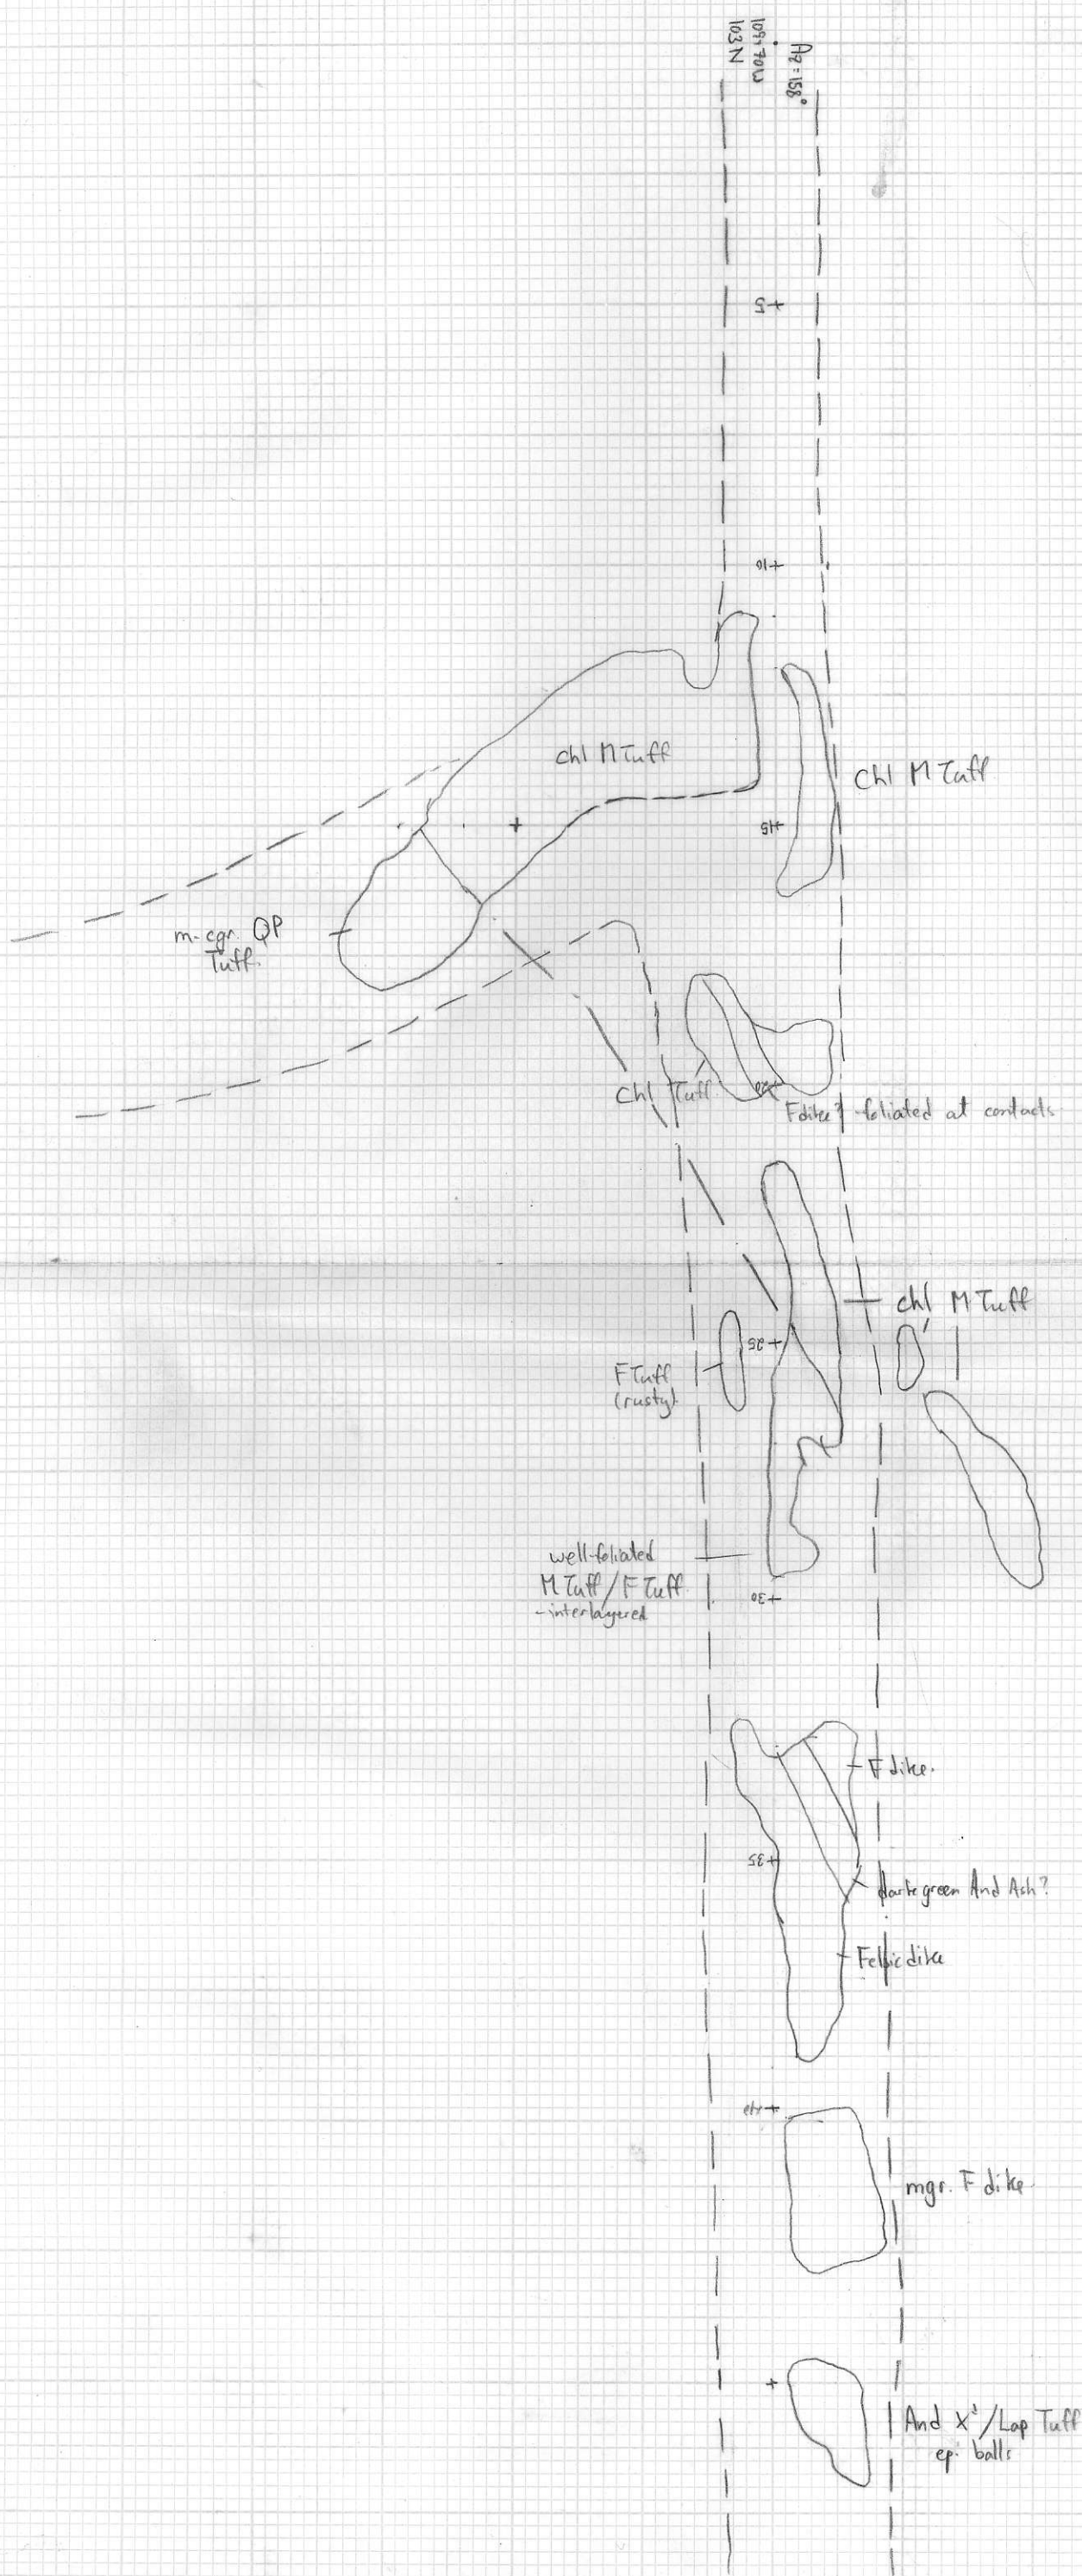 Az=158°
109+70W
103N
+5
+10
Chl M Tuff
Chl M Tuff
+15
m-cgr. QP
Tuff.
Chl Tuff
+20
F dike? -foliated at contacts
Chl M Tuff
+25
F Tuff
(rusty)
well-foliated
M Tuff/F Tuff
-interlayered
+30
F dike.
+35
dark green And Ash?
Felsic dike
+40
mgr. F dike
And X'/Lap Tuff
ep. balls